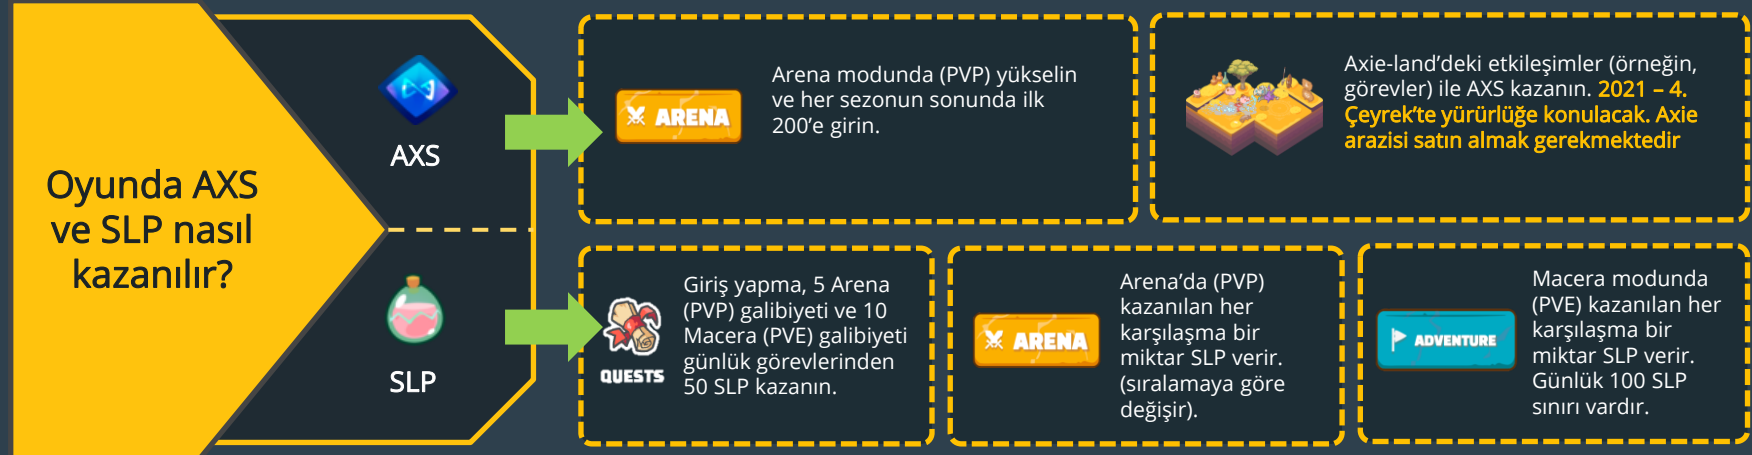 Oyunda AXS
ve SLP nasıl
kazanılır?
AXS
ARENA
Arena modunda (PVP) yükselin
ve her sezonun sonunda ilk
200’e girin.
Axie-land’deki etkileşimler (örneğin,
görevler) ile AXS kazanın. 2021 – 4.
Çeyrek’te yürürlüğe konulacak. Axie
arazisi satın almak gerekmektedir
SLP
QUESTS
Giriş yapma, 5 Arena
(PVP) galibiyeti ve 10
Macera (PVE) galibiyeti
günlük görevlerinden
50 SLP kazanın.
ARENA
Arena’da (PVP)
kazanılan her
karşılaşma bir
miktar SLP verir.
(sıralamaya göre
değişir).
ADVENTURE
Macera modunda
(PVE) kazanılan her
karşılaşma bir
miktar SLP verir.
Günlük 100 SLP
sınırı vardır.